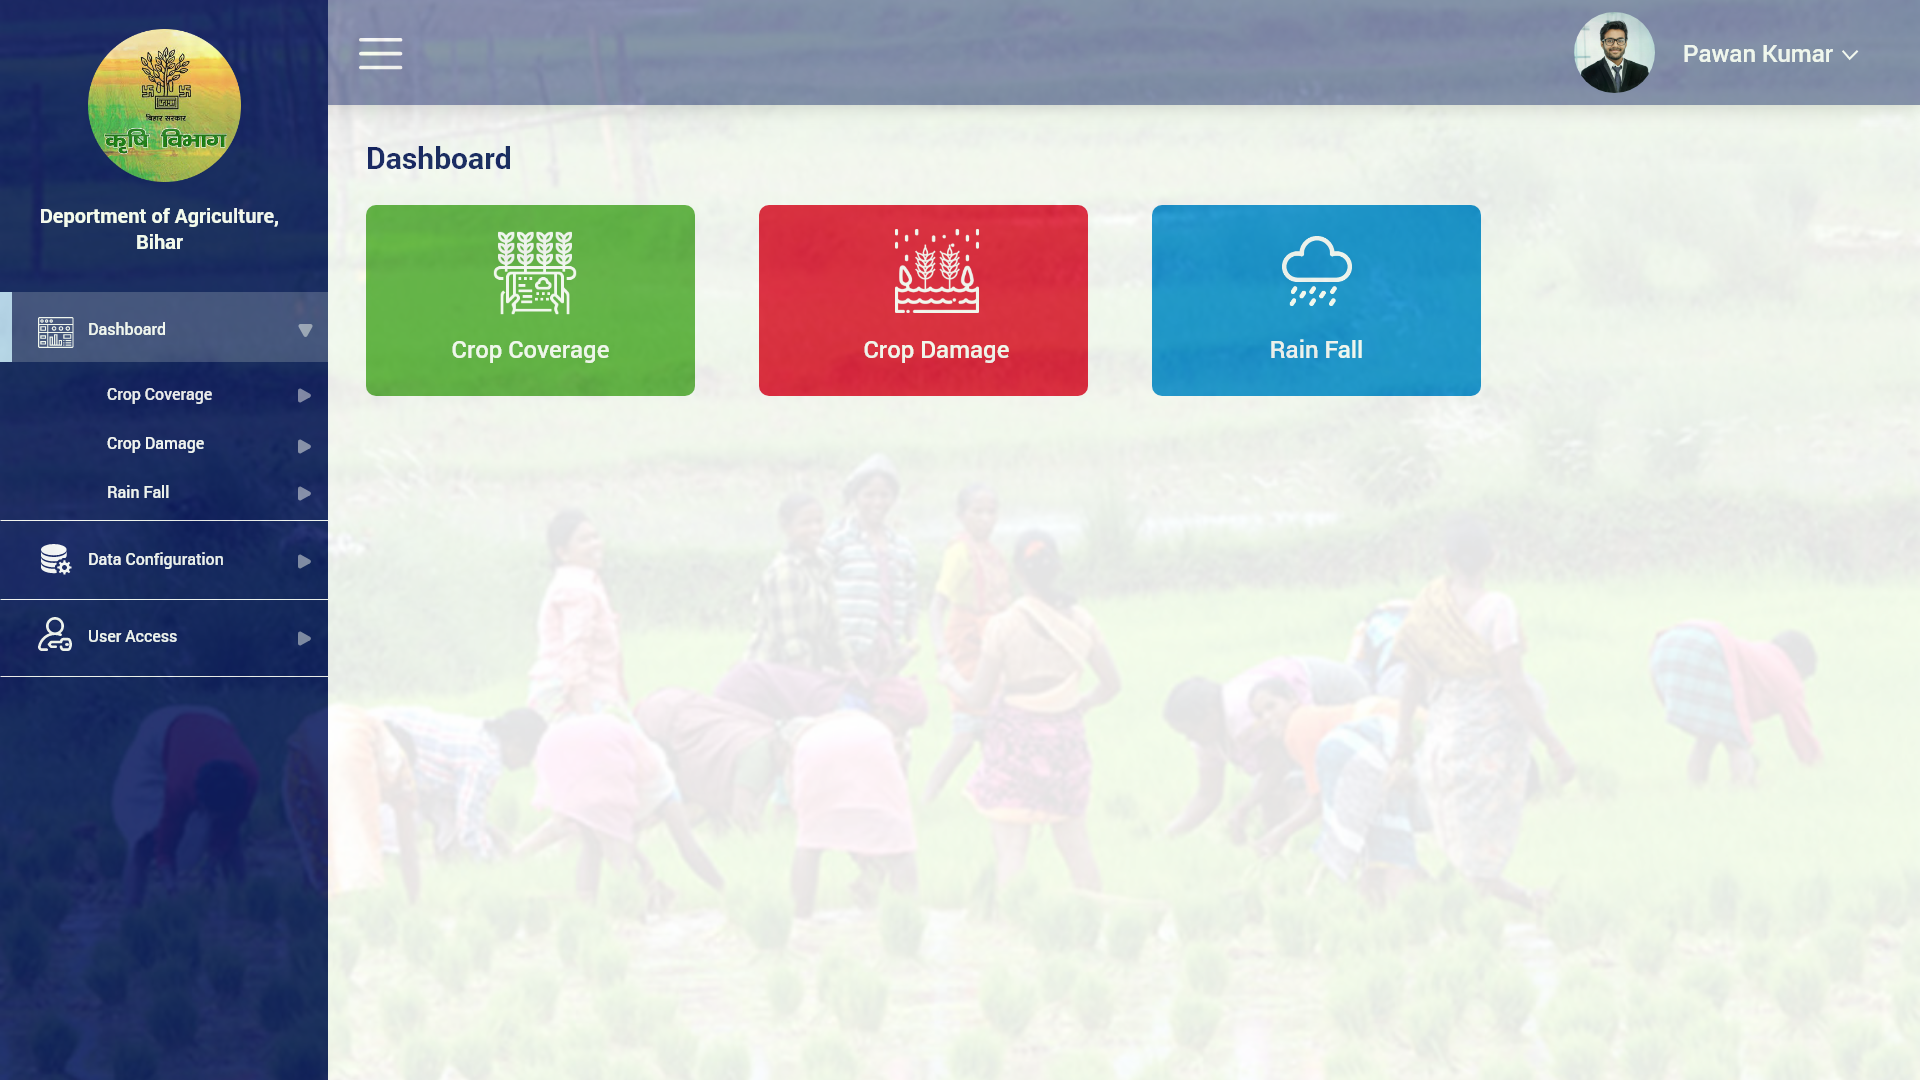 बिहार सरकार
कृषि विभाग
Deportment of Agriculture,
Bihar
Dashboard
Crop Coverage
Crop Damage
Rain Fall
Data Configuration
User Access
Pawan Kumar
Dashboard
Crop Coverage
Crop Damage
Rain Fall